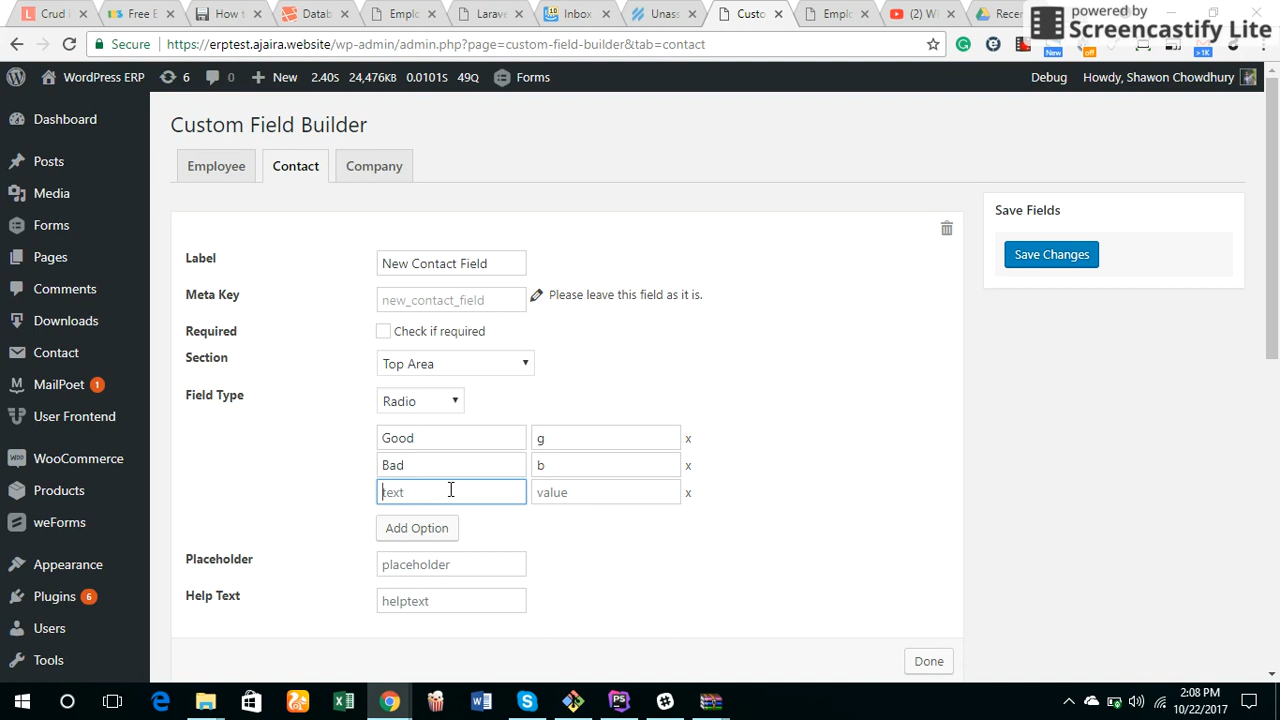 Crud l
Free E
How t
Data
Emplo
Larave
Inbox
Unass
Custo
Emplo
(2) Wi
Recen
powered by
Screencastify Lite
Secure
https://erptest.ajaira.website/wp-admin/admin.php?page=custom-field-builder&tab=contact
New
off
>1K
WordPress ERP
6
0
New
2.40s
24,476KB
0.0101s
49Q
Forms
Debug
Howdy, Shawon Chowdhury
Dashboard
Posts
Media
Forms
Pages
Comments
Downloads
Contact
MailPoet 1
User Frontend
WooCommerce
Products
weForms
Appearance
Plugins 6
Users
Tools
Custom Field Builder
Employee
Contact
Company
Label
New Contact Field
Meta Key
new_contact_field
Please leave this field as it is.
Required
Check if required
Section
Top Area
Field Type
Radio
Good
g
x
Bad
b
x
text
value
x
Add Option
Placeholder
placeholder
Help Text
helptext
Done
Save Fields
Save Changes
2:08 PM
10/22/2017